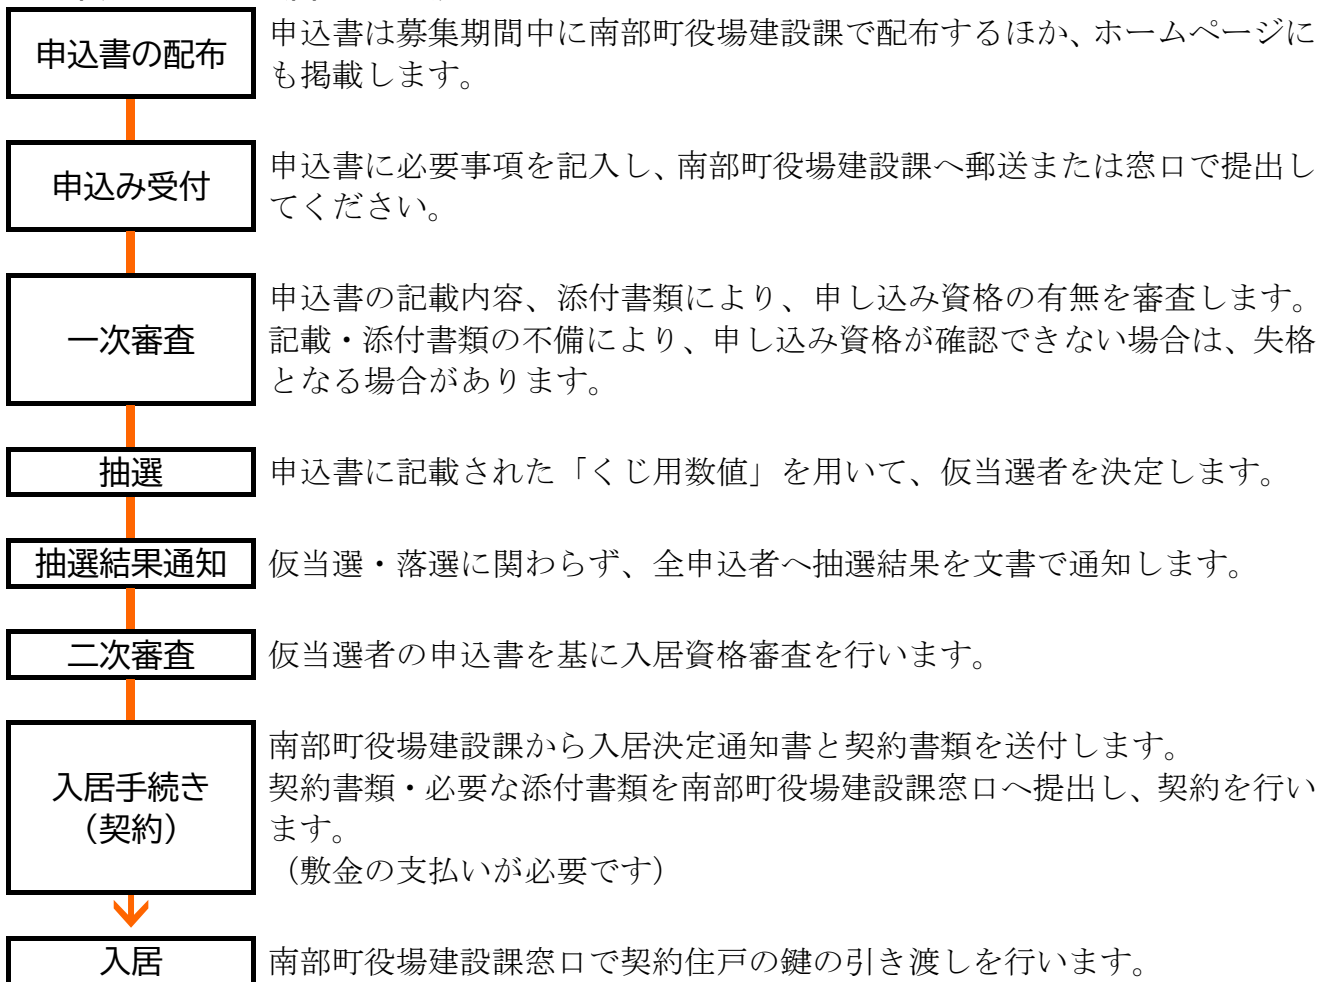 申込書の配布
申込書は募集期間中に南部町役場建設課で配布するほか、ホームページに
も掲載します。
申込み受付
申込書に必要事項を記入し、南部町役場建設課へ郵送または窓口で提出し
てください。
一次審査
申込書の記載内容、添付書類により、申し込み資格の有無を審査します。
記載・添付書類の不備により、申し込み資格が確認できない場合は、失格
となる場合があります。
抽選
申込書に記載された「くじ用数値」を用いて、仮当選者を決定します。
抽選結果通知
仮当選・落選に関わらず、全申込者へ抽選結果を文書で通知します。
二次審査
仮当選者の申込書を基に入居資格審査を行います。
入居手続き
（契約）
南部町役場建設課から入居決定通知書と契約書類を送付します。
契約書類・必要な添付書類を南部町役場建設課窓口へ提出し、契約を行い
ます。
（敷金の支払いが必要です）
入居
南部町役場建設課窓口で契約住戸の鍵の引き渡しを行います。